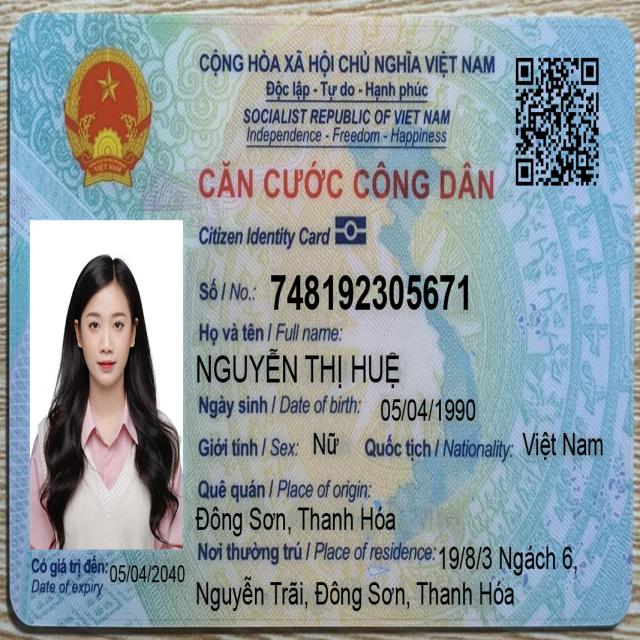 CỘNG HÒA XÃ HỘI CHỦ NGHĨA VIỆT NAM
Độc lập - Tự do - Hạnh phúc
SOCIALIST REPUBLIC OF VIET NAM
Independence - Freedom - Happiness
CĂN CƯỚC CÔNG DÂN
Citizen Identity Card
VIỆT NAM
Số / No.: 748192305671
Họ và tên / Full name:
NGUYỄN THỊ HUỆ
Ngày sinh / Date of birth: 05/04/1990
Giới tính / Sex: Nữ Quốc tịch / Nationality: Việt Nam
Quê quán / Place of origin:
Đông Sơn, Thanh Hóa
Nơi thường trú / Place of residence: 19/8/3 Ngách 6,
Nguyễn Trãi, Đông Sơn, Thanh Hóa
Có giá trị đến: 05/04/2040
Date of expiry